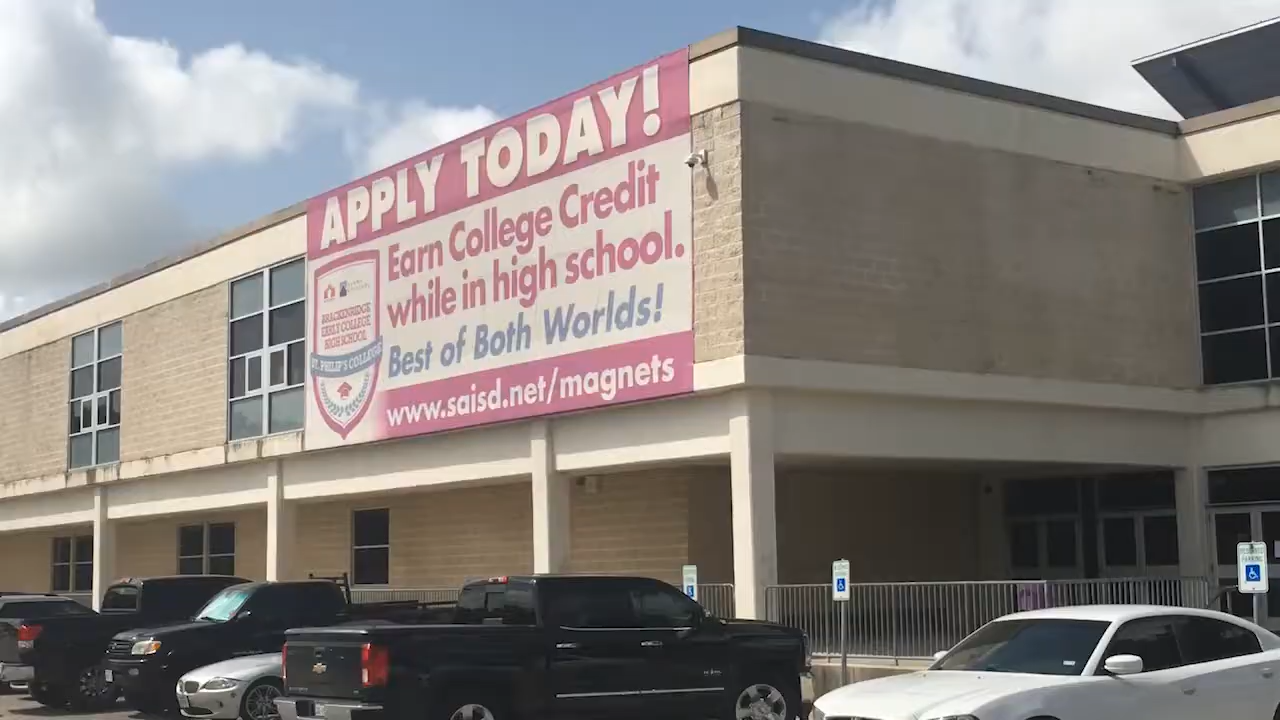 APPLY TODAY!
Earn College Credit
while in high school.
Best of Both Worlds!
www.saisd.net/magnets
BRACKENRIDGE
EARLY COLLEGE
HIGH SCHOOL
ST. PHILIP'S COLLEGE